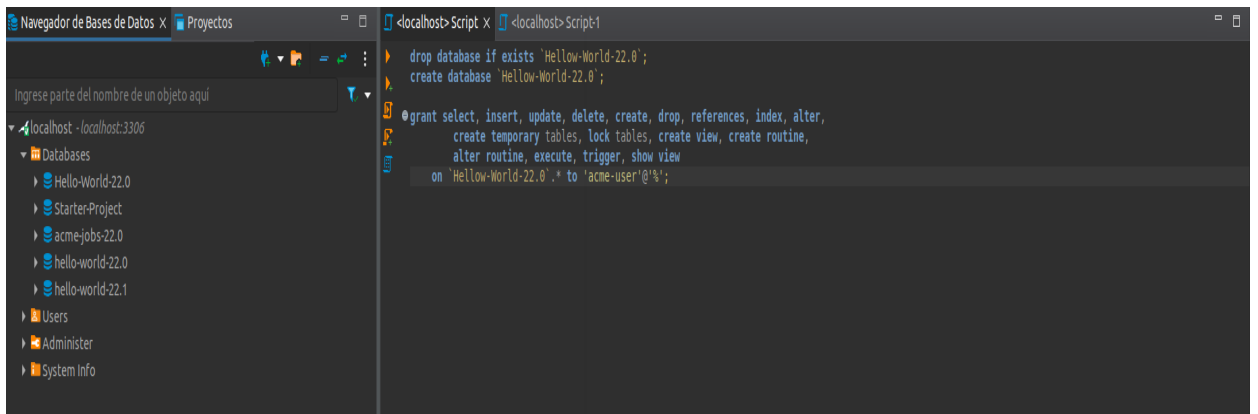 Navegador de Bases de Datos
Proyectos
<localhost> Script
<localhost> Script-1
Ingrese parte del nombre de un objeto aquí
localhost - localhost:3306
Databases
Hello-World-22.0
Starter-Project
acme-jobs-22.0
hello-world-22.0
hello-world-22.1
Users
Administer
System Info
drop database if exists `Hellow-World-22.0`;
create database `Hellow-World-22.0`;
grant select, insert, update, delete, create, drop, references, index, alter,
create temporary tables, lock tables, create view, create routine,
alter routine, execute, trigger, show view
on `Hellow-World-22.0`.* to 'acme-user'@'%';